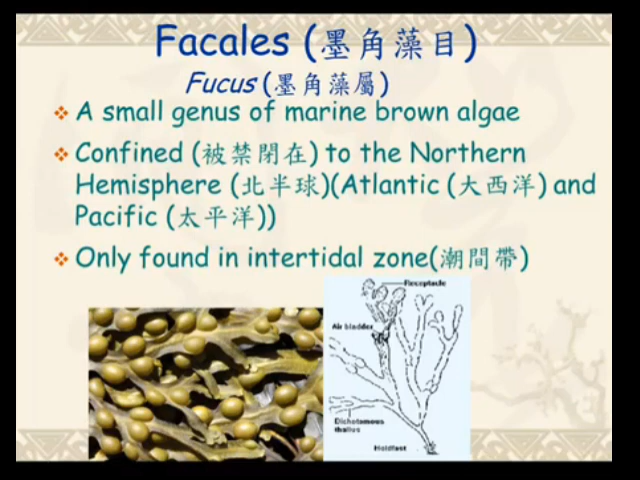 Facales (墨角藻目)
Fucus (墨角藻屬)
A small genus of marine brown algae
Confined (被禁閉在) to the Northern
Hemisphere (北半球)(Atlantic (大西洋) and
Pacific (太平洋))
Only found in intertidal zone(潮間帶)
Receptacle
Air bladder
Dichotomous
thallus
Holdfast